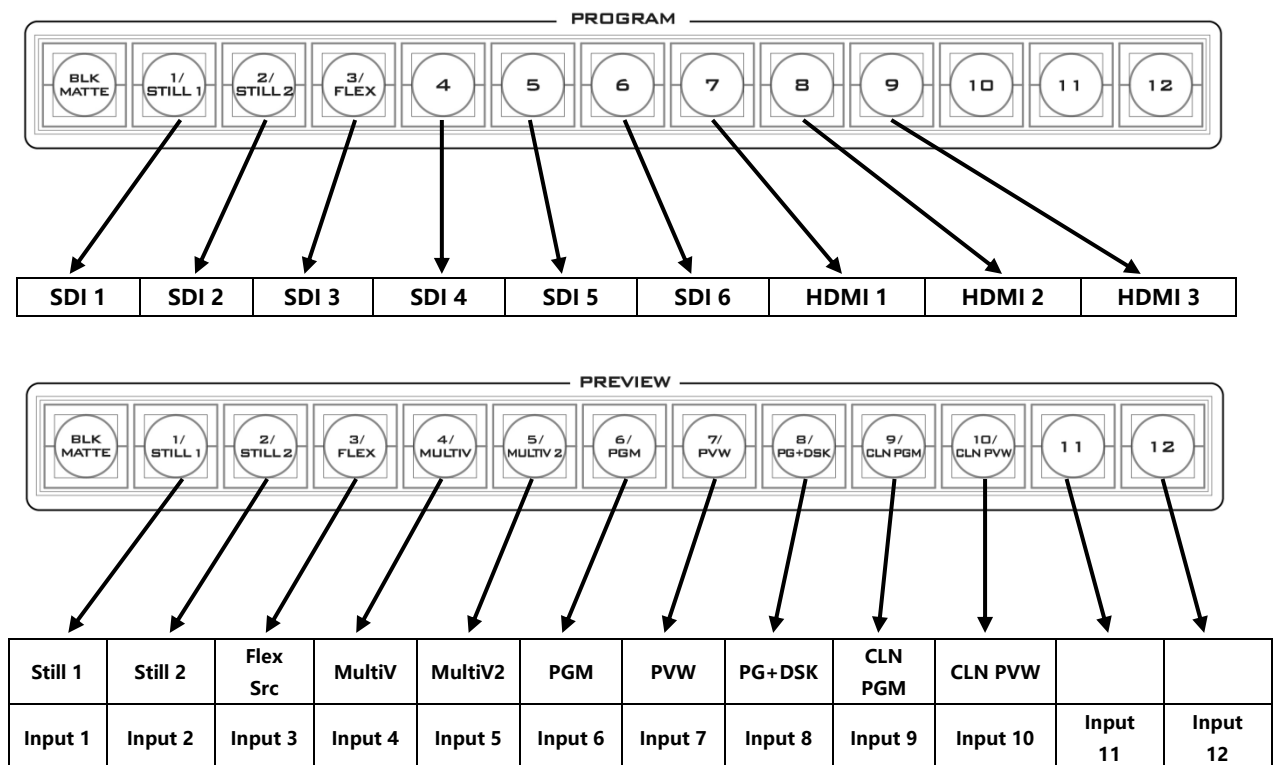 PROGRAM
BLK MATTE 1/ STILL 1 2/ STILL 2 3/ FLEX 4 5 6 7 8 9 10 11 12
SDI 1 SDI 2 SDI 3 SDI 4 SDI 5 SDI 6 HDMI 1 HDMI 2 HDMI 3
PREVIEW
BLK MATTE 1/ STILL 1 2/ STILL 2 3/ FLEX 4/ MULTIV 5/ MULTIV 2 6/ PGM 7/ PVW 8/ PG+DSK 9/ CLN PGM 10/ CLN PVW 11 12
Still 1 Still 2 Flex Src MultiV MultiV2 PGM PVW PG+DSK CLN PGM CLN PVW
Input 1 Input 2 Input 3 Input 4 Input 5 Input 6 Input 7 Input 8 Input 9 Input 10 Input 11 Input 12